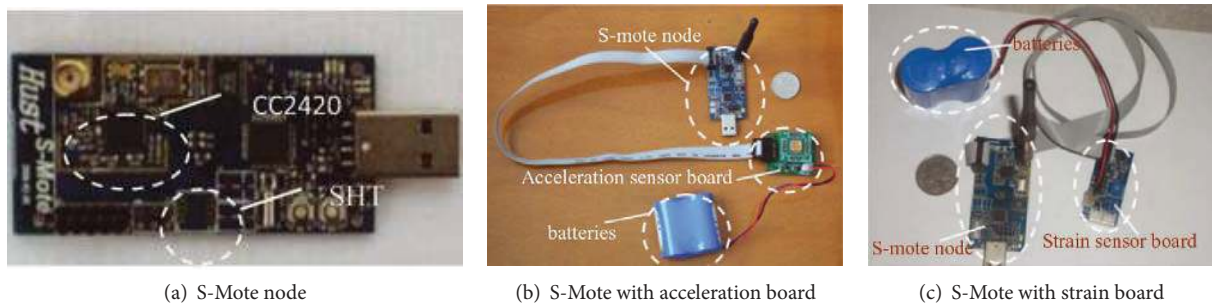 Hust S-Mote
CC2420
SHT
(a) S-Mote node
S-mote node
Acceleration sensor board
batteries
(b) S-Mote with acceleration board
batteries
S-mote node
Strain sensor board
(c) S-Mote with strain board